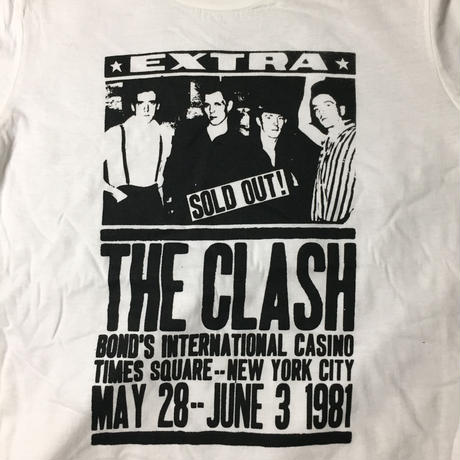 ★ EXTRA ★
SOLD OUT!
THE CLASH
BOND'S INTERNATIONAL CASINO
TIMES SQUARE--NEW YORK CITY
MAY 28--JUNE 3 1981